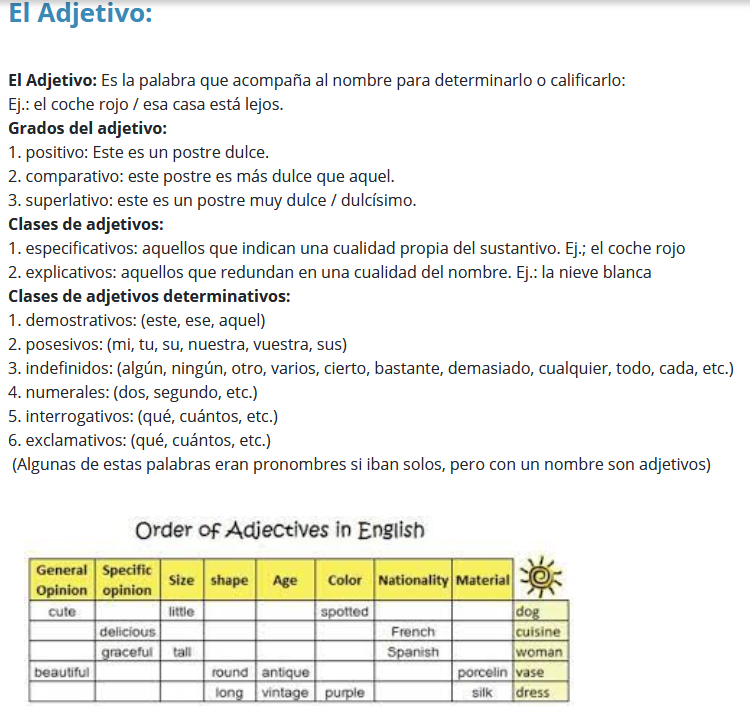 El Adjetivo:
El Adjetivo: Es la palabra que acompaña al nombre para determinarlo o calificarlo:
Ej.: el coche rojo / esa casa está lejos.
Grados del adjetivo:
1. positivo: Este es un postre dulce.
2. comparativo: este postre es más dulce que aquel.
3. superlativo: este es un postre muy dulce / dulcísimo.
Clases de adjetivos:
1. especificativos: aquellos que indican una cualidad propia del sustantivo. Ej.; el coche rojo
2. explicativos: aquellos que redundan en una cualidad del nombre. Ej.: la nieve blanca
Clases de adjetivos determinativos:
1. demostrativos: (este, ese, aquel)
2. posesivos: (mi, tu, su, nuestra, vuestra, sus)
3. indefinidos: (algún, ningún, otro, varios, cierto, bastante, demasiado, cualquier, todo, cada, etc.)
4. numerales: (dos, segundo, etc.)
5. interrogativos: (qué, cuántos, etc.)
6. exclamativos: (qué, cuántos, etc.)
(Algunas de estas palabras eran pronombres si iban solos, pero con un nombre son adjetivos)
Order of Adjectives in English
General Opinion Specific opinion Size shape Age Color Nationality Material
cute little spotted dog
delicious French cuisine
graceful tall Spanish woman
beautiful round antique porcelin vase
long vintage purple silk dress